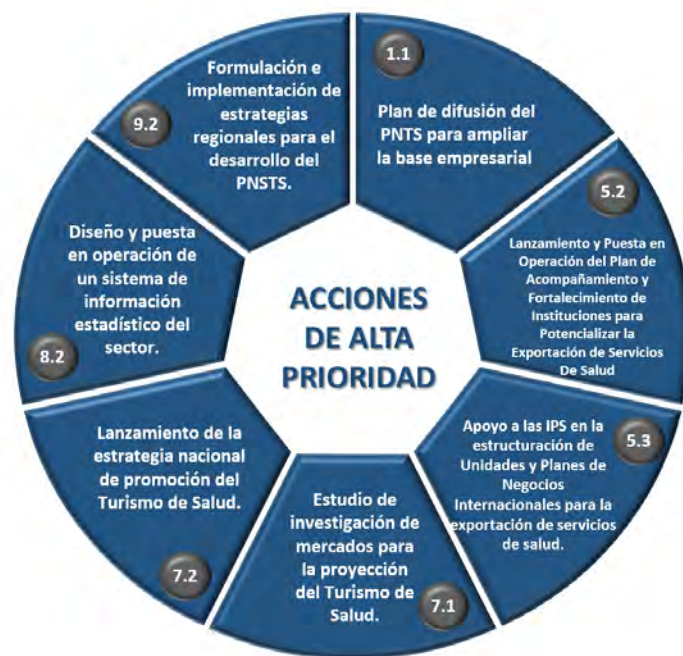 ACCIONES
DE ALTA
PRIORIDAD
1.1
Plan de difusión del
PNTS para ampliar
la base empresarial
5.2
Lanzamiento y Puesta en
Operación del Plan de
Acompañamiento y
Fortalecimiento de
Instituciones para
Potencializar la
Exportación de Servicios
De Salud
5.3
Apoyo a las IPS en la
estructuración de
Unidades y Planes de
Negocios
Internacionales para la
exportación de servicios
de salud.
7.1
Estudio de
investigación de
mercados para
la proyección
del Turismo de
Salud.
7.2
Lanzamiento de la
estrategia nacional
de promoción del
Turismo de Salud.
8.2
Diseño y puesta
en operación de
un sistema de
información
estadístico del
sector.
9.2
Formulación e
implementación de
estrategias
regionales para el
desarrollo del
PNSTS.